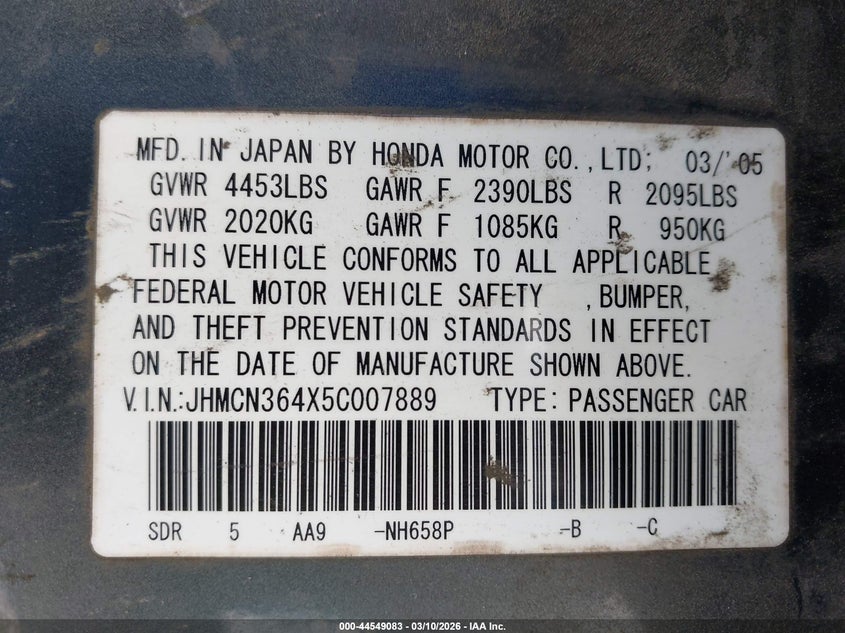 MFD. IN JAPAN BY HONDA MOTOR CO., LTD; 03/'05
GVWR 4453LBS GAWR F 2390LBS R 2095LBS
GVWR 2020KG GAWR F 1085KG R 950KG
THIS VEHICLE CONFORMS TO ALL APPLICABLE
FEDERAL MOTOR VEHICLE SAFETY , BUMPER,
AND THEFT PREVENTION STANDARDS IN EFFECT
ON THE DATE OF MANUFACTURE SHOWN ABOVE.
V.I.N.:JHMCN364X5C007889 TYPE: PASSENGER CAR
SDR 5 AA9 -NH658P -B -C
000-44549083 - 03/10/2026 - IAA Inc.